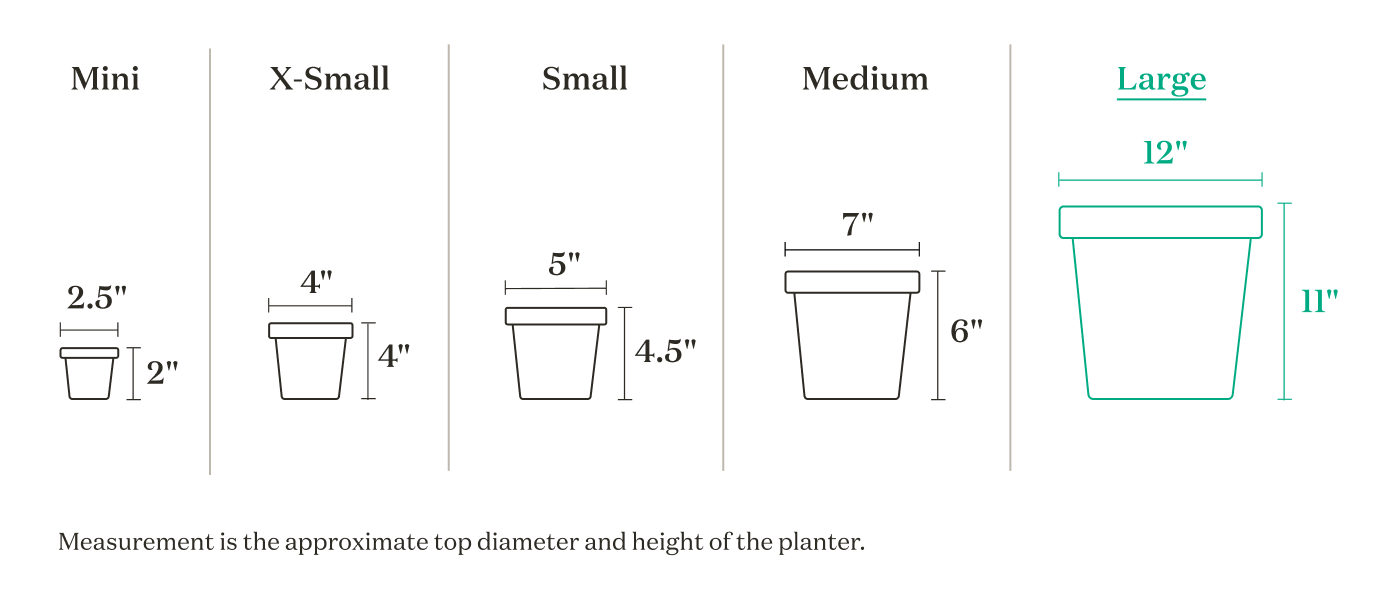 Mini
X-Small
Small
Medium
Large
2.5"
2"
4"
4"
5"
4.5"
7"
6"
12"
11"
Measurement is the approximate top diameter and height of the planter.